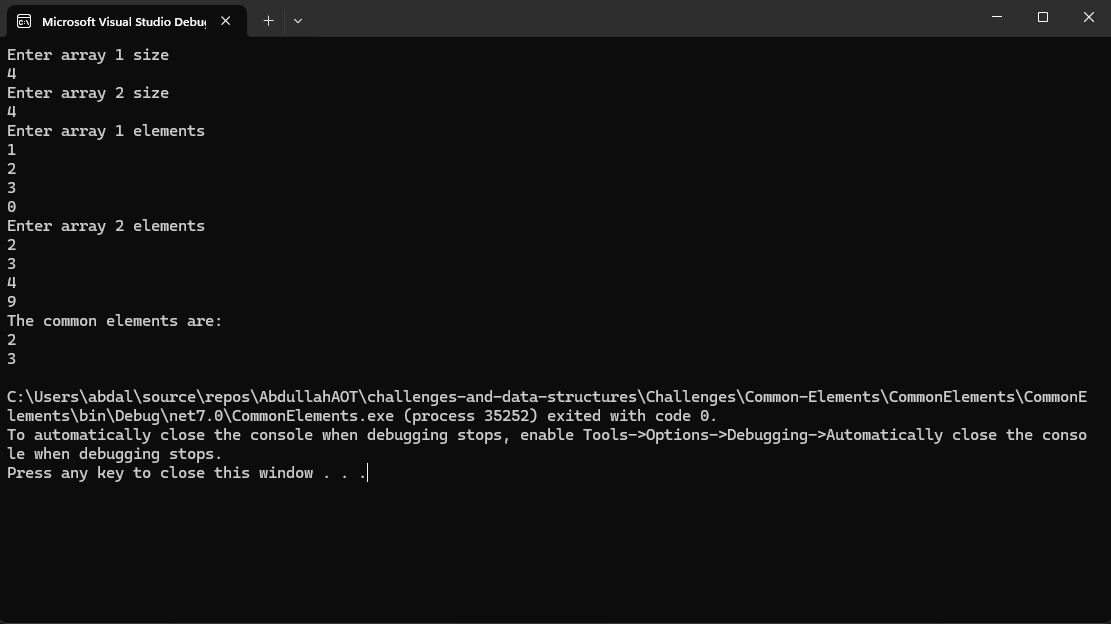 Microsoft Visual Studio Debug
Enter array 1 size
4
Enter array 2 size
4
Enter array 1 elements
1
2
3
0
Enter array 2 elements
2
3
4
9
The common elements are:
2
3
C:\Users\abdal\source\repos\AbdullahAOT\challenges-and-data-structures\Challenges\Common-Elements\CommonElements\CommonE
lements\bin\Debug\net7.0\CommonElements.exe (process 35252) exited with code 0.
To automatically close the console when debugging stops, enable Tools->Options->Debugging->Automatically close the conso
le when debugging stops.
Press any key to close this window . . .